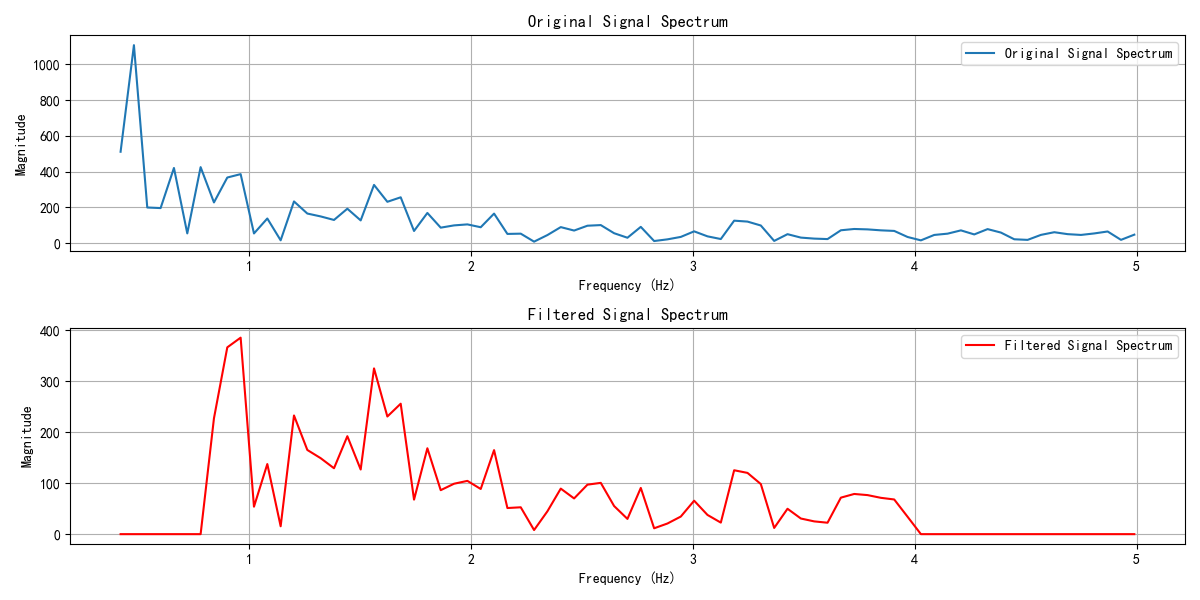 Original Signal Spectrum
Original Signal Spectrum
Magnitude
1000
800
600
400
200
0
1 2 3 4 5
Frequency (Hz)
Filtered Signal Spectrum
Filtered Signal Spectrum
Magnitude
400
300
200
100
0
1 2 3 4 5
Frequency (Hz)